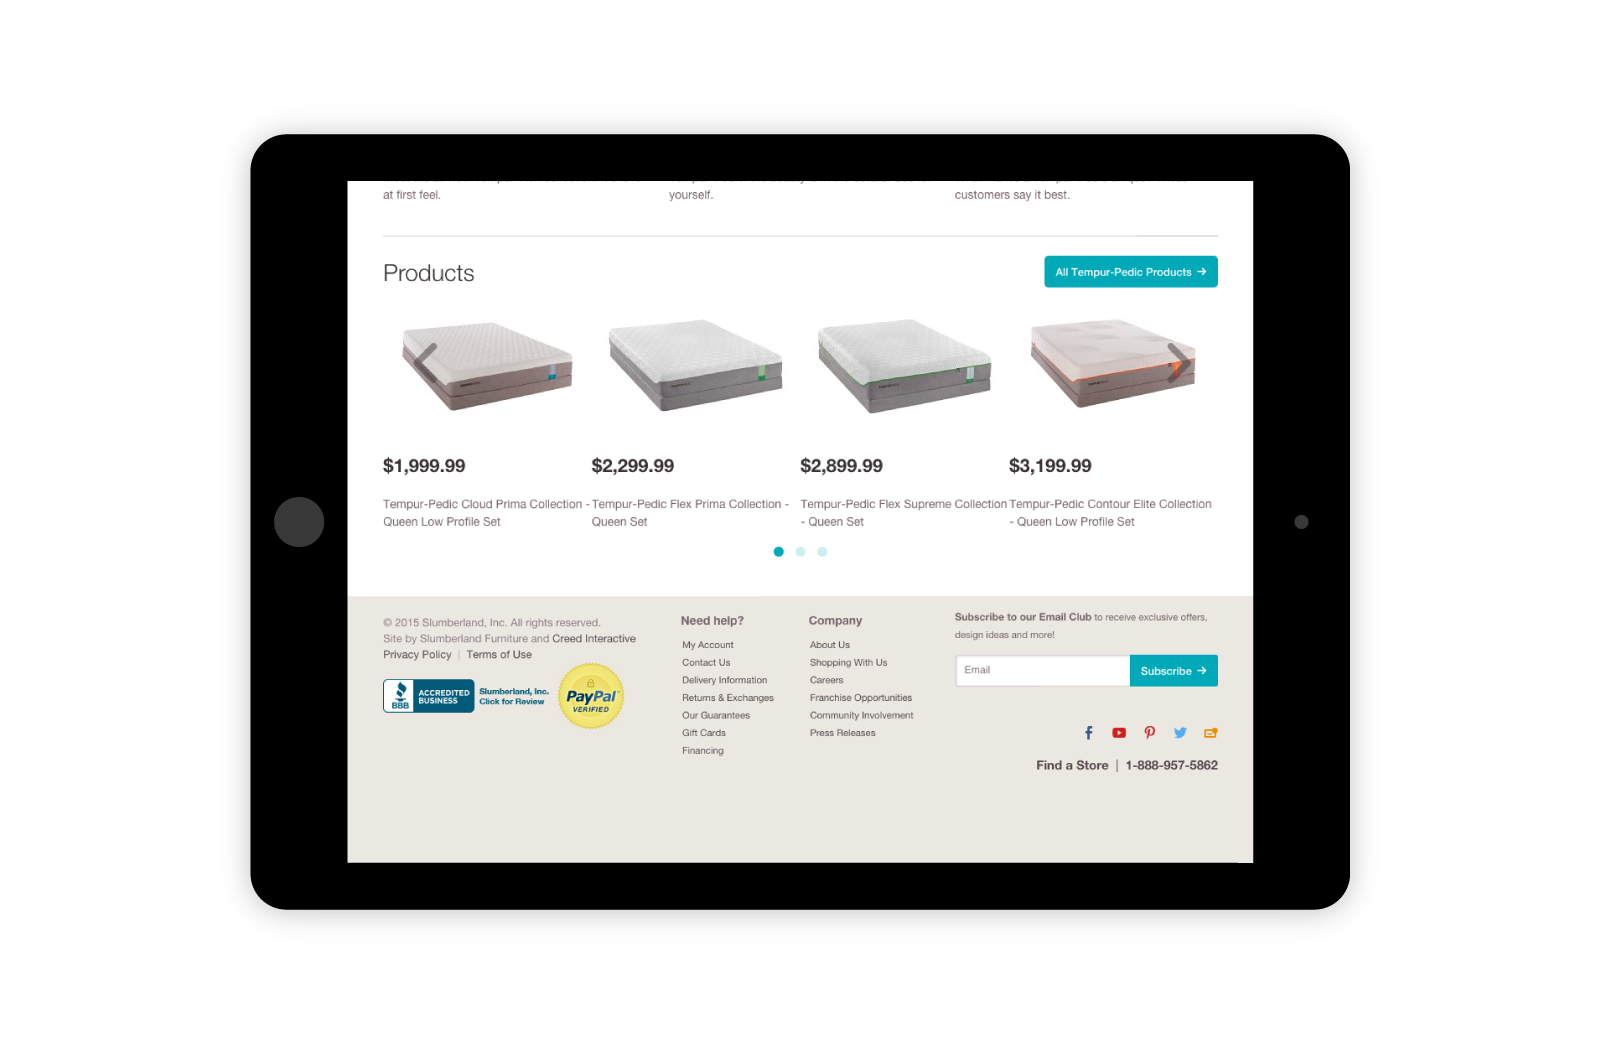 at first feel.
yourself.
customers say it best.
Products
All Tempur-Pedic Products →
$1,999.99
$2,299.99
$2,899.99
$3,199.99
Tempur-Pedic Cloud Prima Collection -
Queen Low Profile Set
Tempur-Pedic Flex Prima Collection -
Queen Set
Tempur-Pedic Flex Supreme Collection
- Queen Set
Tempur-Pedic Contour Elite Collection
- Queen Low Profile Set
© 2015 Slumberland, Inc. All rights reserved.
Site by Slumberland Furniture and Creed Interactive
Privacy Policy | Terms of Use
BBB
ACCREDITED
BUSINESS
Slumberland, Inc.
Click for Review
PayPal
VERIFIED
Need help?
My Account
Contact Us
Delivery Information
Returns & Exchanges
Our Guarantees
Gift Cards
Financing
Company
About Us
Shopping With Us
Careers
Franchise Opportunities
Community Involvement
Press Releases
Subscribe to our Email Club to receive exclusive offers,
design ideas and more!
Email
Subscribe →
Find a Store | 1-888-957-5862